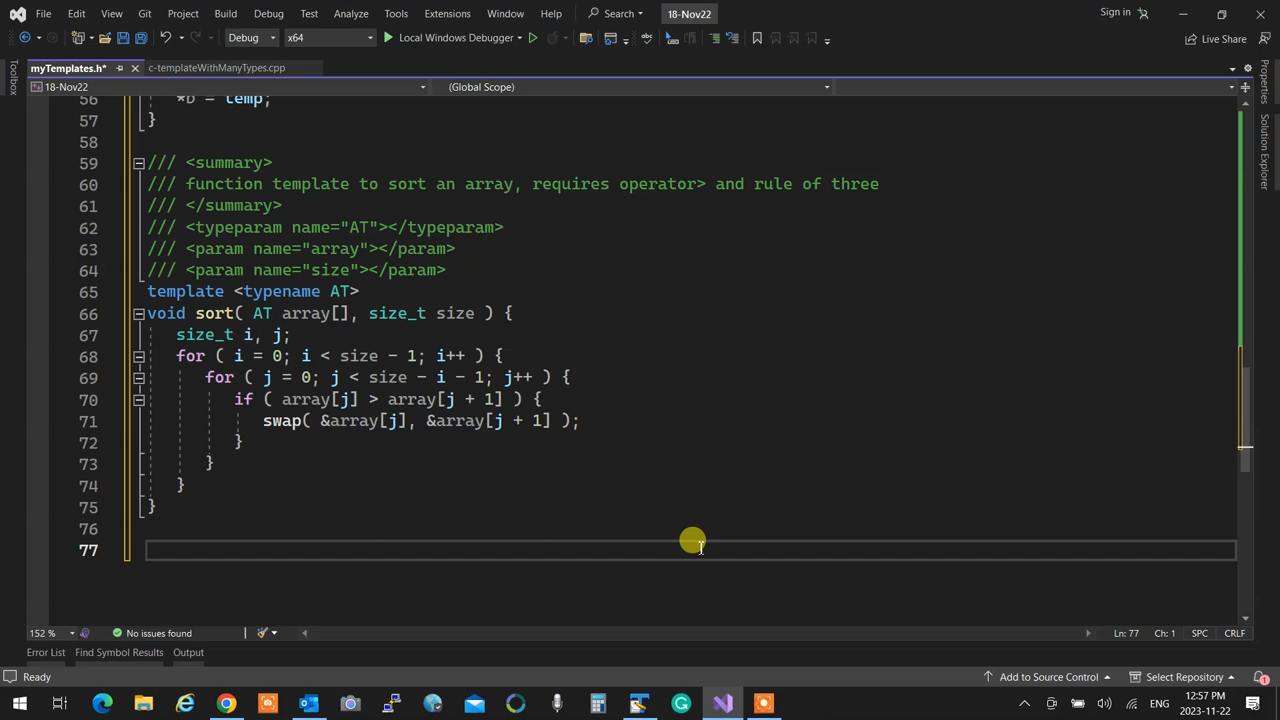 File Edit View Git Project Build Debug Test Analyze Tools Extensions Window Help Search 18-Nov22 Sign in
Debug x64 Local Windows Debugger Live Share
myTemplates.h* c-templateWithManyTypes.cpp
18-Nov22 (Global Scope)
Toolbox
Properties
Solution Explorer
56 *b = temp;
57 }
58
59 /// <summary>
60 /// function template to sort an array, requires operator> and rule of three
61 /// </summary>
62 /// <typeparam name="AT"></typeparam>
63 /// <param name="array"></param>
64 /// <param name="size"></param>
65 template <typename AT>
66 void sort( AT array[], size_t size ) {
67 size_t i, j;
68 for ( i = 0; i < size - 1; i++ ) {
69 for ( j = 0; j < size - i - 1; j++ ) {
70 if ( array[j] > array[j + 1] ) {
71 swap( &array[j], &array[j + 1] );
72 }
73 }
74 }
75 }
76
77
152 % No issues found Ln: 77 Ch: 1 SPC CRLF
Error List Find Symbol Results Output
Ready Add to Source Control Select Repository 1
ENG 12:57 PM
2023-11-22